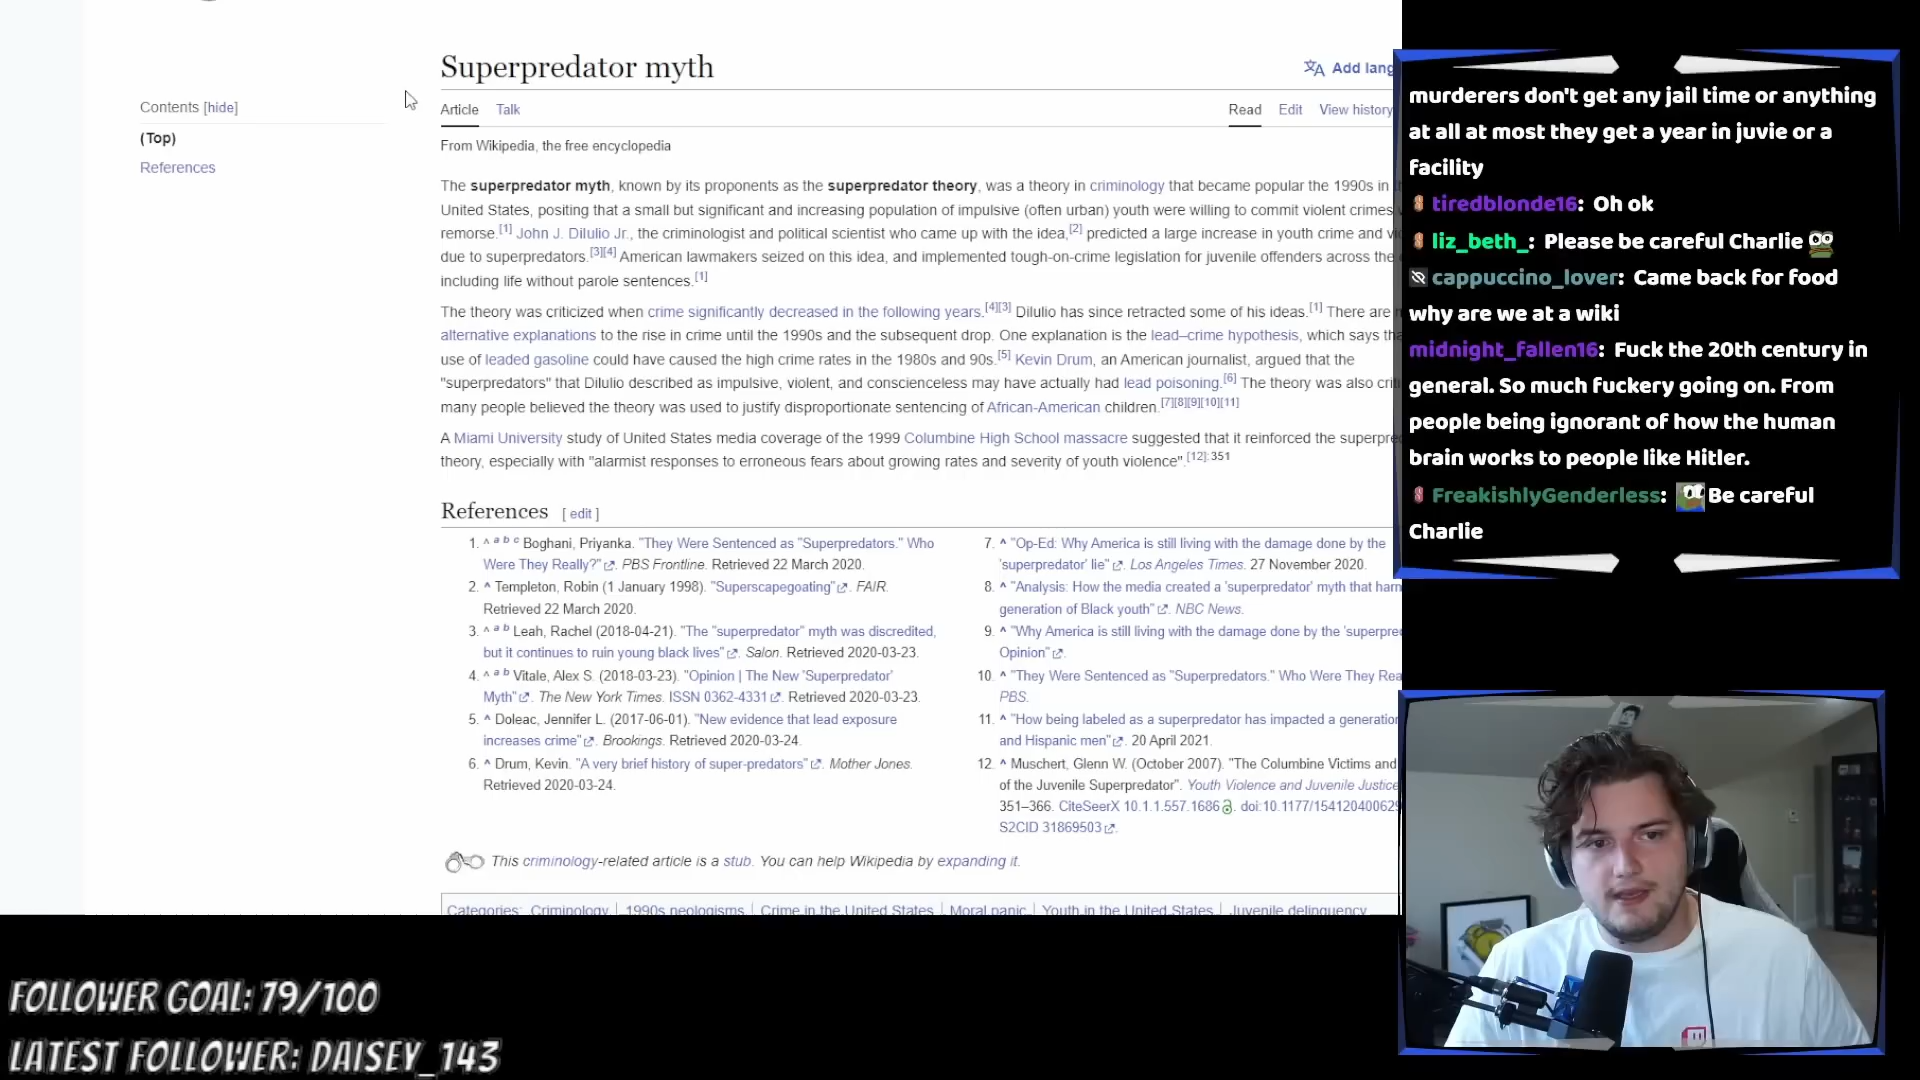 Superpredator myth
Add lang
Contents [hide]
(Top)
References
Article Talk Read Edit View history
From Wikipedia, the free encyclopedia
The superpredator myth, known by its proponents as the superpredator theory, was a theory in criminology that became popular the 1990s in
United States, positing that a small but significant and increasing population of impulsive (often urban) youth were willing to commit violent crimes
remorse.[1] John J. DiIulio Jr., the criminologist and political scientist who came up with the idea,[2] predicted a large increase in youth crime and
due to superpredators.[3][4] American lawmakers seized on this idea, and implemented tough-on-crime legislation for juvenile offenders across the
including life without parole sentences.[1]
The theory was criticized when crime significantly decreased in the following years.[4][3] DiIulio has since retracted some of his ideas.[1] There are
alternative explanations to the rise in crime until the 1990s and the subsequent drop. One explanation is the lead–crime hypothesis, which says
use of leaded gasoline could have caused the high crime rates in the 1980s and 90s.[5] Kevin Drum, an American journalist, argued that the
"superpredators" that DiIulio described as impulsive, violent, and conscienceless may have actually had lead poisoning.[6] The theory was also
many people believed the theory was used to justify disproportionate sentencing of African-American children.[7][8][9][10][11]
A Miami University study of United States media coverage of the 1999 Columbine High School massacre suggested that it reinforced the
theory, especially with "alarmist responses to erroneous fears about growing rates and severity of youth violence".[12]:351
References [ edit ]
1. ^ a b c Boghani, Priyanka. "They Were Sentenced as "Superpredators." Who
Were They Really?". PBS Frontline. Retrieved 22 March 2020.
2. ^ Templeton, Robin (1 January 1998). "Superscapegoating". FAIR.
Retrieved 22 March 2020.
3. ^ a b Leah, Rachel (2018-04-21). "The "superpredator" myth was discredited,
but it continues to ruin young black lives". Salon. Retrieved 2020-03-23.
4. ^ a b Vitale, Alex S. (2018-03-23). "Opinion | The New 'Superpredator'
Myth". The New York Times. ISSN 0362-4331. Retrieved 2020-03-23.
5. ^ Doleac, Jennifer L. (2017-06-01). "New evidence that lead exposure
increases crime". Brookings. Retrieved 2020-03-24.
6. ^ Drum, Kevin. "A very brief history of super-predators". Mother Jones.
Retrieved 2020-03-24.
7. ^ "Op-Ed: Why America is still living with the damage done by the
'superpredator' lie". Los Angeles Times. 27 November 2020.
8. ^ "Analysis: How the media created a 'superpredator' myth that harm
generation of Black youth". NBC News.
9. ^ "Why America is still living with the damage done by the 'superpre
Opinion".
10. ^ "They Were Sentenced as "Superpredators." Who Were They Rea
PBS.
11. ^ "How being labeled as a superpredator has impacted a generation
and Hispanic men". 20 April 2021.
12. ^ Muschert, Glenn W. (October 2007). "The Columbine Victims and
of the Juvenile Superpredator". Youth Violence and Juvenile Justice
351–366. CiteSeerX 10.1.1.557.1686. doi:10.1177/154120400629
S2CID 31869503.
This criminology-related article is a stub. You can help Wikipedia by expanding it.
Categories: Criminology | 1990s neologisms | Crime in the United States | Moral panic | Youth in the United States | Juvenile delinquency
murderers don't get any jail time or anything
at all at most they get a year in juvie or a
facility
tiredblonde16: Oh ok
liz_beth_: Please be careful Charlie
cappuccino_lover: Came back for food
why are we at a wiki
midnight_fallen16: Fuck the 20th century in
general. So much fuckery going on. From
people being ignorant of how the human
brain works to people like Hitler.
FreakishlyGenderless: Be careful
Charlie
FOLLOWER GOAL: 79/100
LATEST FOLLOWER: DAISEY_143